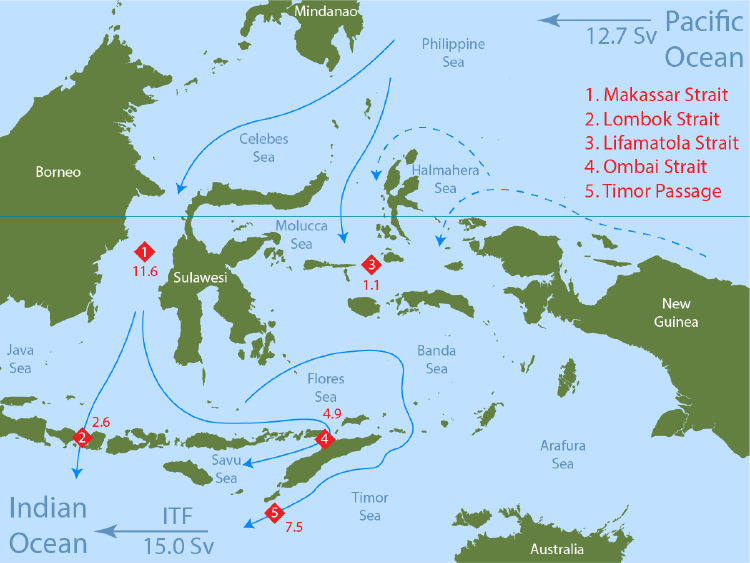 Mindanao
Pacific
Ocean
12.7 Sv
Philippine
Sea
1. Makassar Strait
2. Lombok Strait
3. Lifamatola Strait
4. Ombai Strait
5. Timor Passage
Celebes
Sea
Borneo
Halmahera
Sea
Molucca
Sea
1
11.6
Sulawesi
3
1.1
New
Guinea
Java
Sea
Banda
Sea
Flores
Sea
2.6
2
4.9
4
Savu
Sea
Arafura
Sea
Timor
Sea
5
7.5
Indian
Ocean
ITF
15.0 Sv
Australia